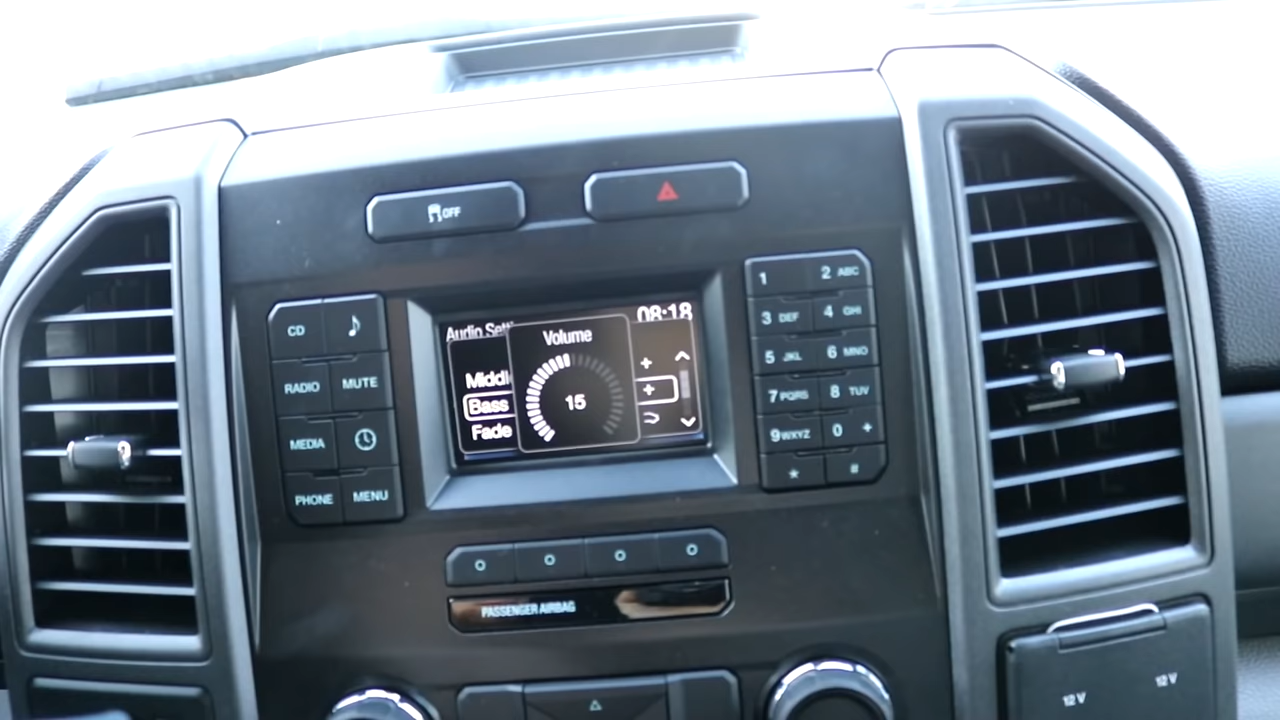 OFF
CD
RADIO MUTE
MEDIA
PHONE MENU
Audio Sett
08:18
Volume
15
Middl
Bass
Fade
+
+
1 2 ABC
3 DEF 4 GHI
5 JKL 6 MNO
7 PQRS 8 TUV
9 WXYZ 0 +
* #
PASSENGER AIRBAG
12 V
12 V